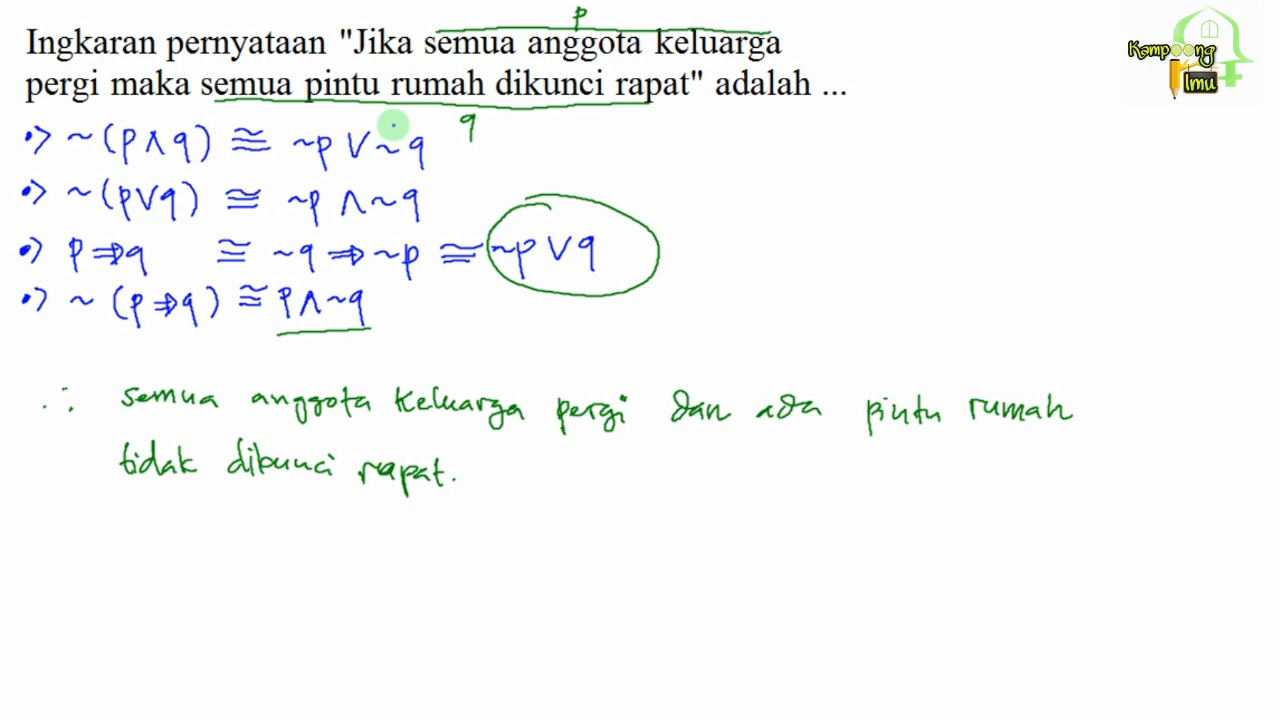 p
Ingkaran pernyataan "Jika semua anggota keluarga
pergi maka semua pintu rumah dikunci rapat" adalah ...
q
•> ~(p∧q) ≅ ~p ∨ ~q
•> ~(p∨q) ≅ ~p ∧ ~q
•> p ⇒ q ≅ ~q ⇒ ~p ≅ ~p ∨ q
•> ~(p ⇒ q) ≅ p ∧ ~q
∴ semua anggota keluarga pergi dan ada pintu rumah
tidak dikunci rapat.
Kampoong
Ilmu